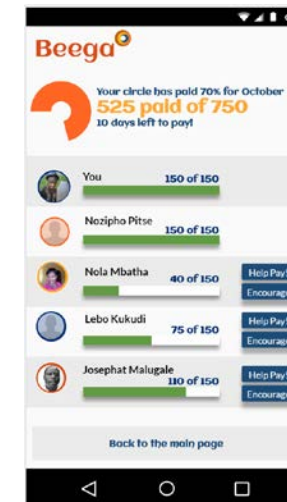 Beega
Your circle has paid 70% for October
525 paid of 750
10 days left to pay!
You
150 of 150
Nozipho Pitse
150 of 150
Nola Mbatha
40 of 150
Help Pay!
Encourage
Lebo Kukudi
75 of 150
Help Pay!
Encourage
Josephat Malugale
110 of 150
Help Pay!
Encourage
Back to the main page